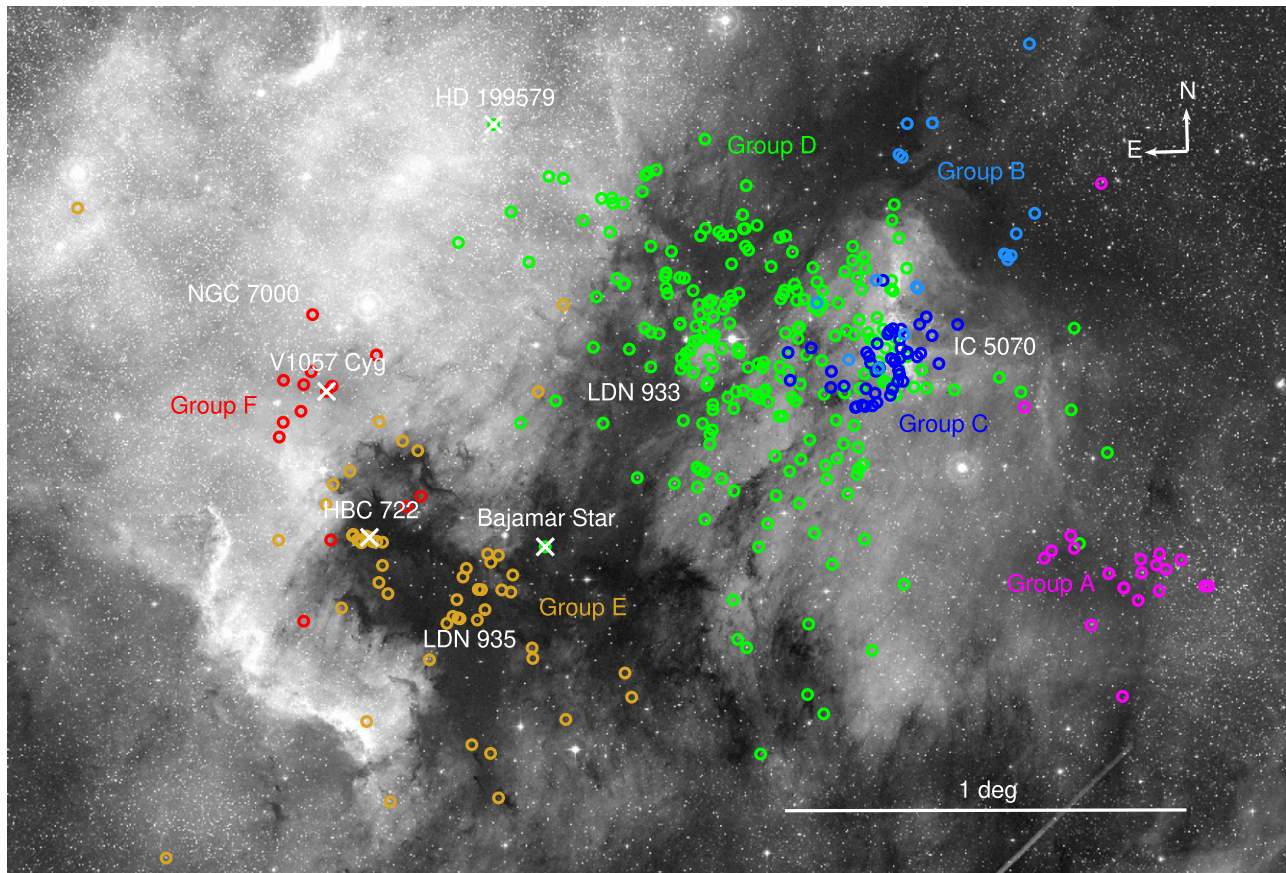 HD 199579
N
E
Group D
Group B
NGC 7000
V1057 Cyg
IC 5070
LDN 933
Group F
Group C
HBC 722
Bajamar Star
Group A
Group E
LDN 935
1 deg